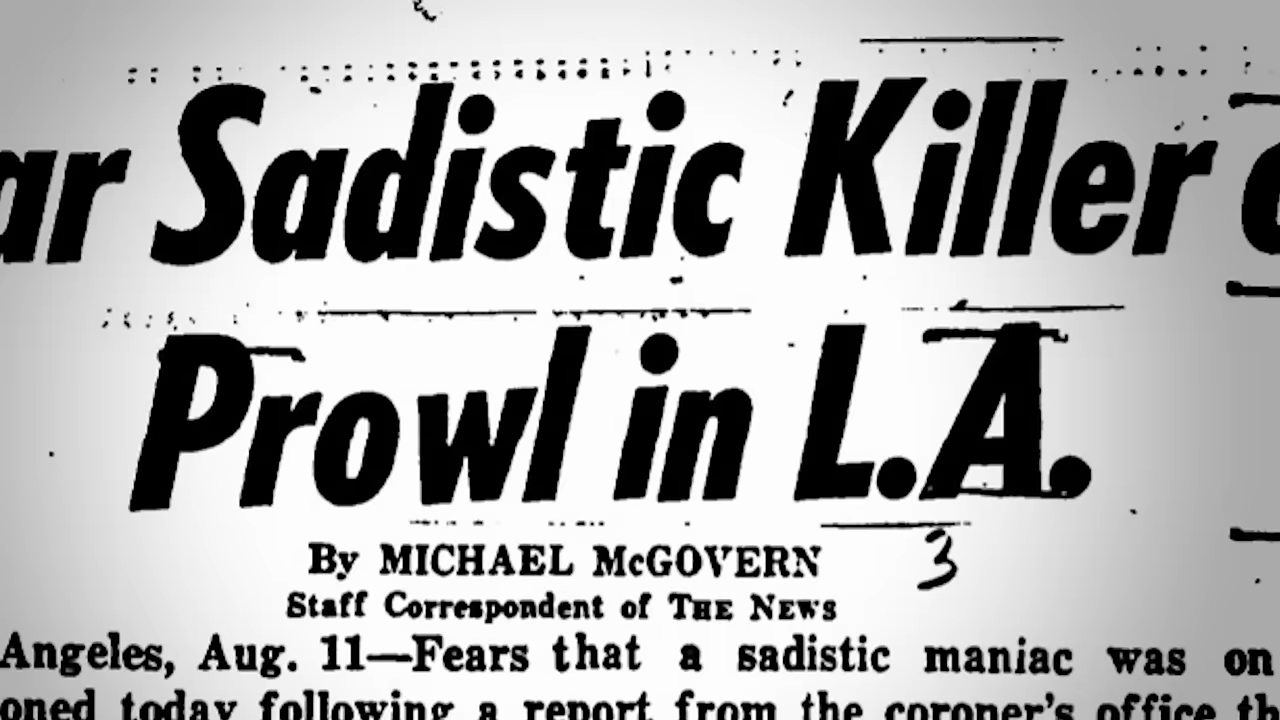 ar Sadistic Killer
Prowl in L.A.
By MICHAEL McGOVERN
3
Staff Correspondent of THE NEWS
Angeles, Aug. 11—Fears that a sadistic maniac was on
oned today following a report from the coroner's office th